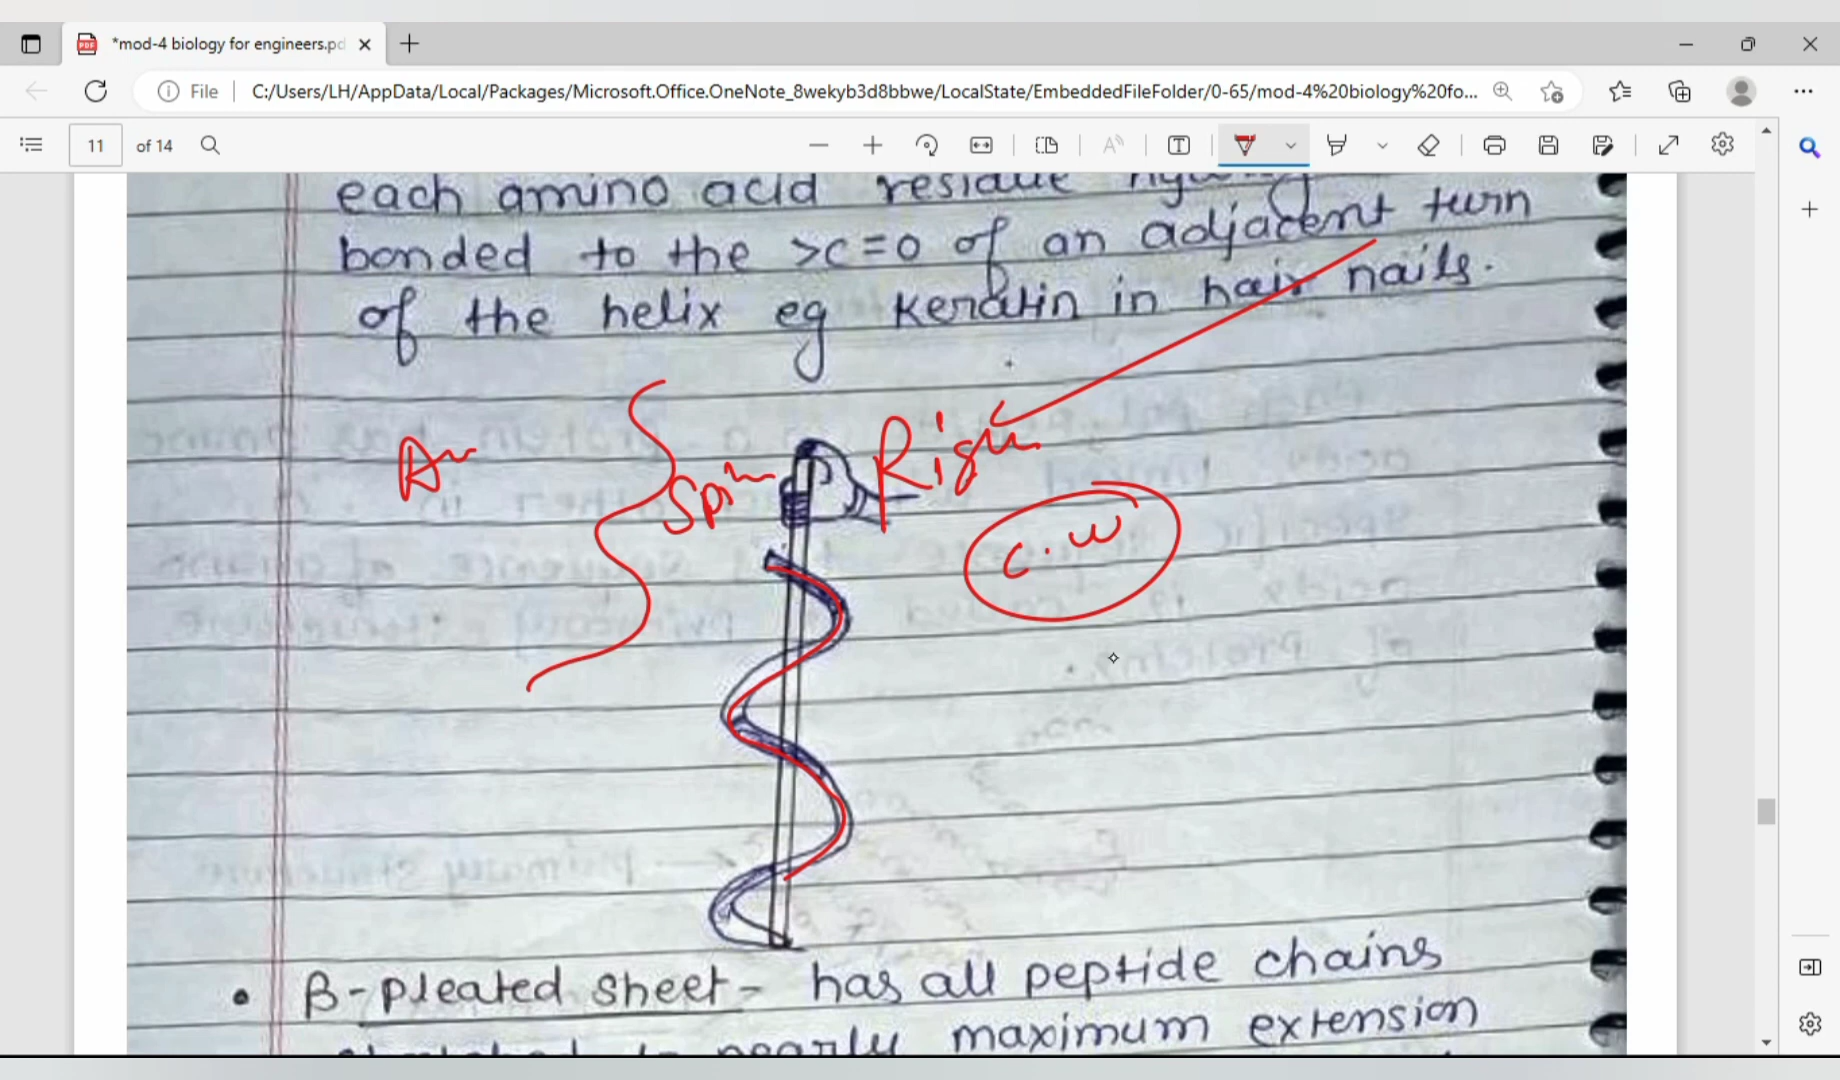 *mod-4 biology for engineers.pd
File
C:/Users/LH/AppData/Local/Packages/Microsoft.Office.OneNote_8wekyb3d8bbwe/LocalState/EmbeddedFileFolder/0-65/mod-4%20biology%20fo...
11 of 14
each amino acid residue
bonded to the >C=O of an adjacent turn
of the helix eg keratin in hair nails.
R
C.W
• β-pleated sheet- has all peptide chains
nearly maximum extension